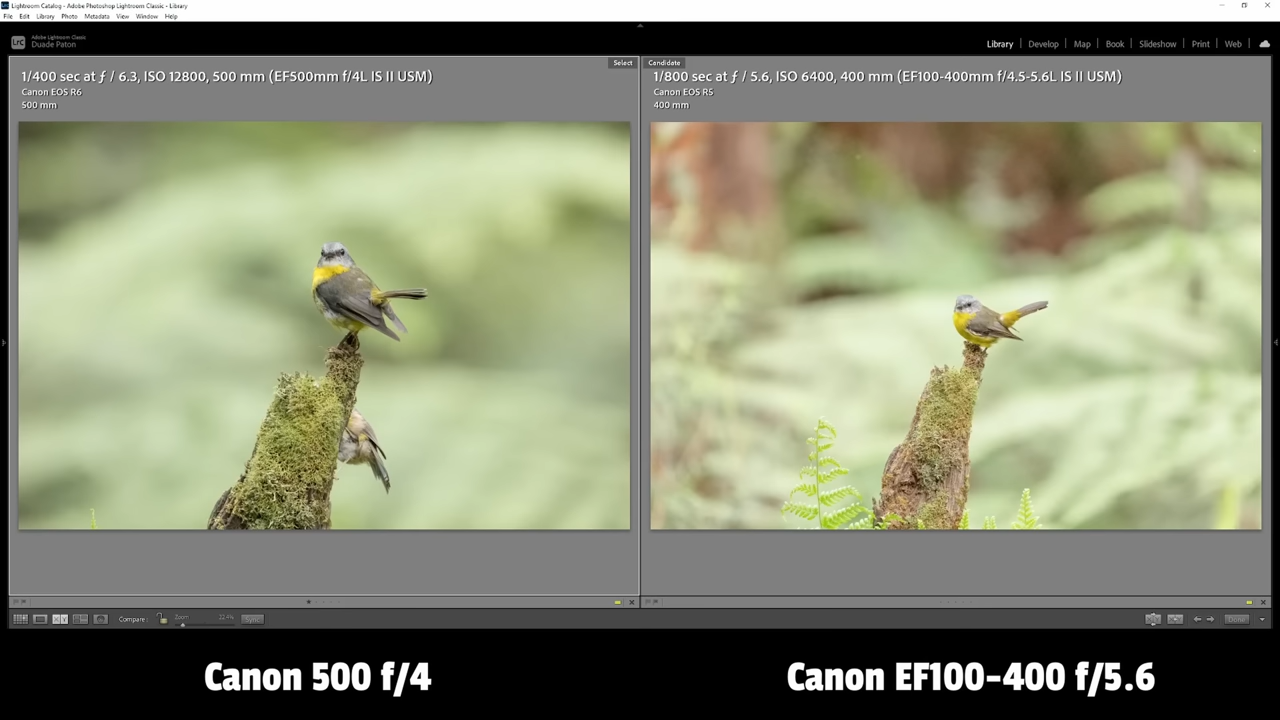 Lightroom Catalog - Adobe Photoshop Lightroom Classic - Library
File Edit Library Photo Metadata View Window Help
LrC Adobe Lightroom Classic
Duade Paton
Library | Develop | Map | Book | Slideshow | Print | Web
Select
Candidate
1/400 sec at ƒ / 6.3, ISO 12800, 500 mm (EF500mm f/4L IS II USM)
Canon EOS R6
500 mm
1/800 sec at ƒ / 5.6, ISO 6400, 400 mm (EF100-400mm f/4.5-5.6L IS II USM)
Canon EOS R5
400 mm
Compare : Zoom Sync
Done
Canon 500 f/4
Canon EF100-400 f/5.6